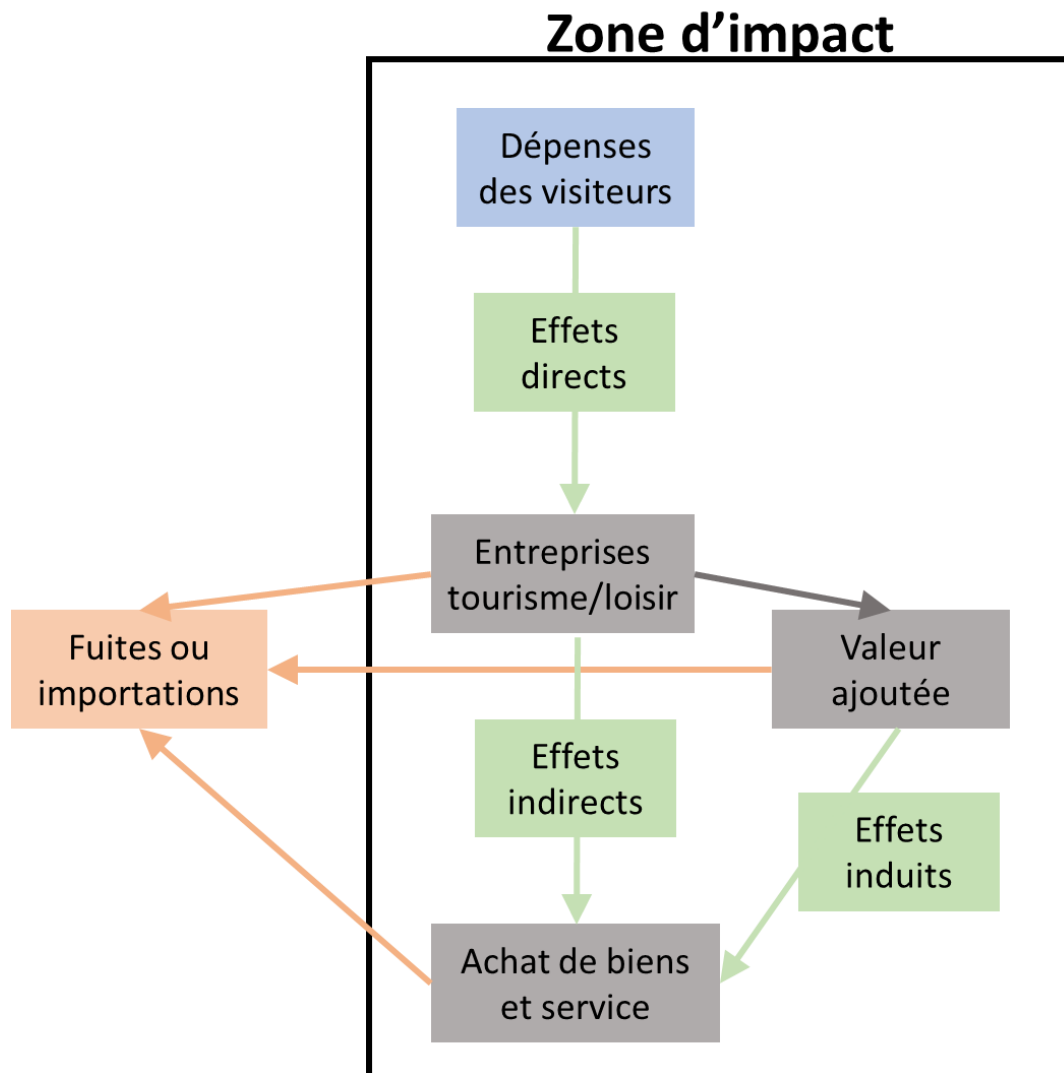 Zone d’impact
Dépenses
des visiteurs
Effets
directs
Entreprises
tourisme/loisir
Fuites ou
importations
Valeur
ajoutée
Effets
indirects
Effets
induits
Achat de biens
et service